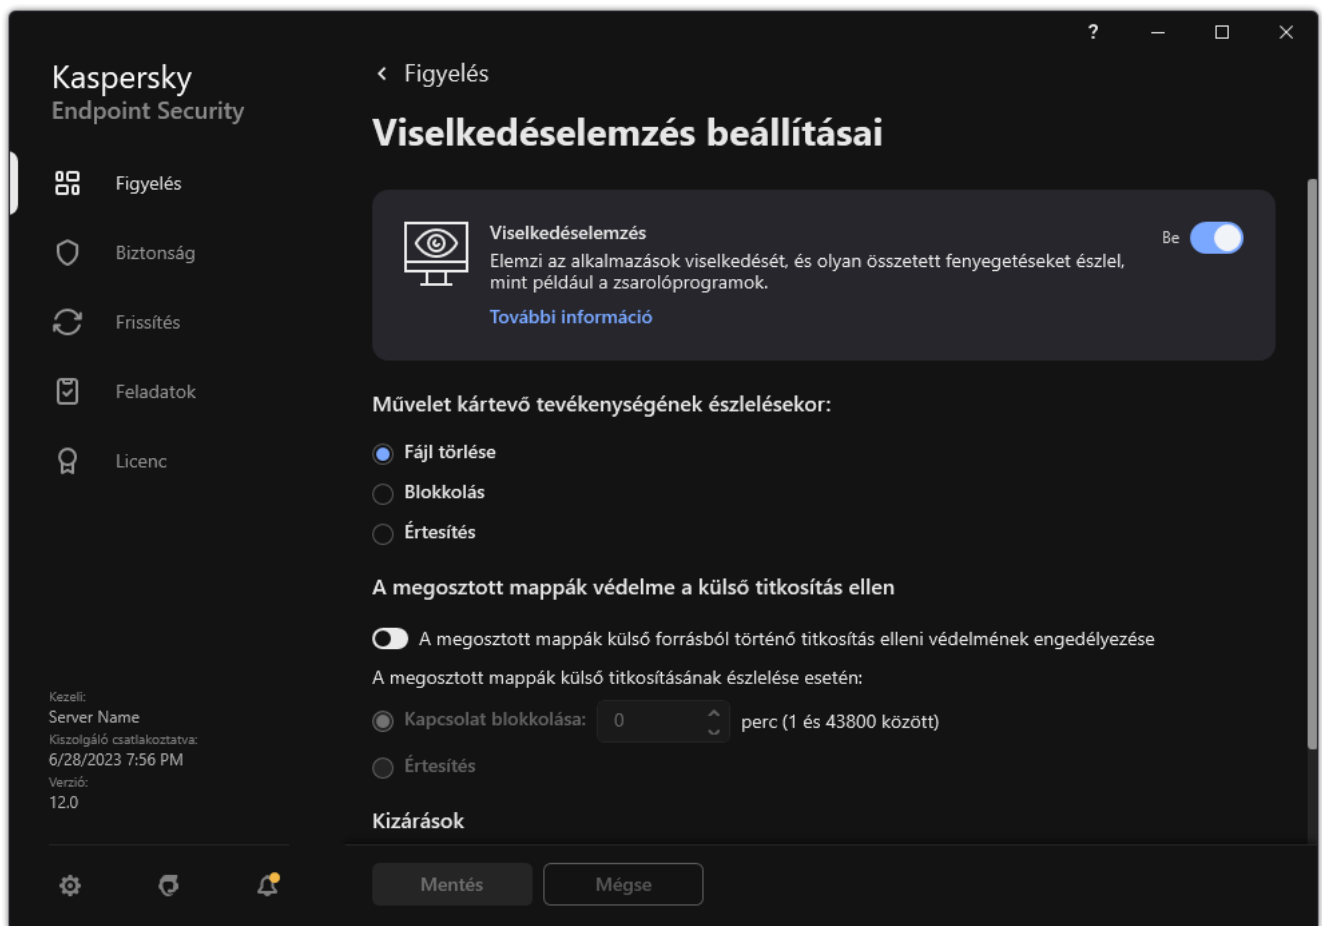 ?
Kaspersky
Endpoint Security
Figyelés
Biztonság
Frissítés
Feladatok
Licenc
Kezeli:
Server Name
Kiszolgáló csatlakoztatva:
6/28/2023 7:56 PM
Verzió:
12.0
Figyelés
Viselkedéselemzés beállításai
Viselkedéselemzés
Be
Elemzi az alkalmazások viselkedését, és olyan összetett fenyegetéseket észlel,
mint például a zsarolóprogramok.
További információ
Művelet kártevő tevékenységének észlelésekor:
Fájl törlése
Blokkolás
Értesítés
A megosztott mappák védelme a külső titkosítás ellen
A megosztott mappák külső forrásból történő titkosítás elleni védelmének engedélyezése
A megosztott mappák külső titkosításának észlelése esetén:
Kapcsolat blokkolása: 0 perc (1 és 43800 között)
Értesítés
Kizárások
Mentés
Mégse